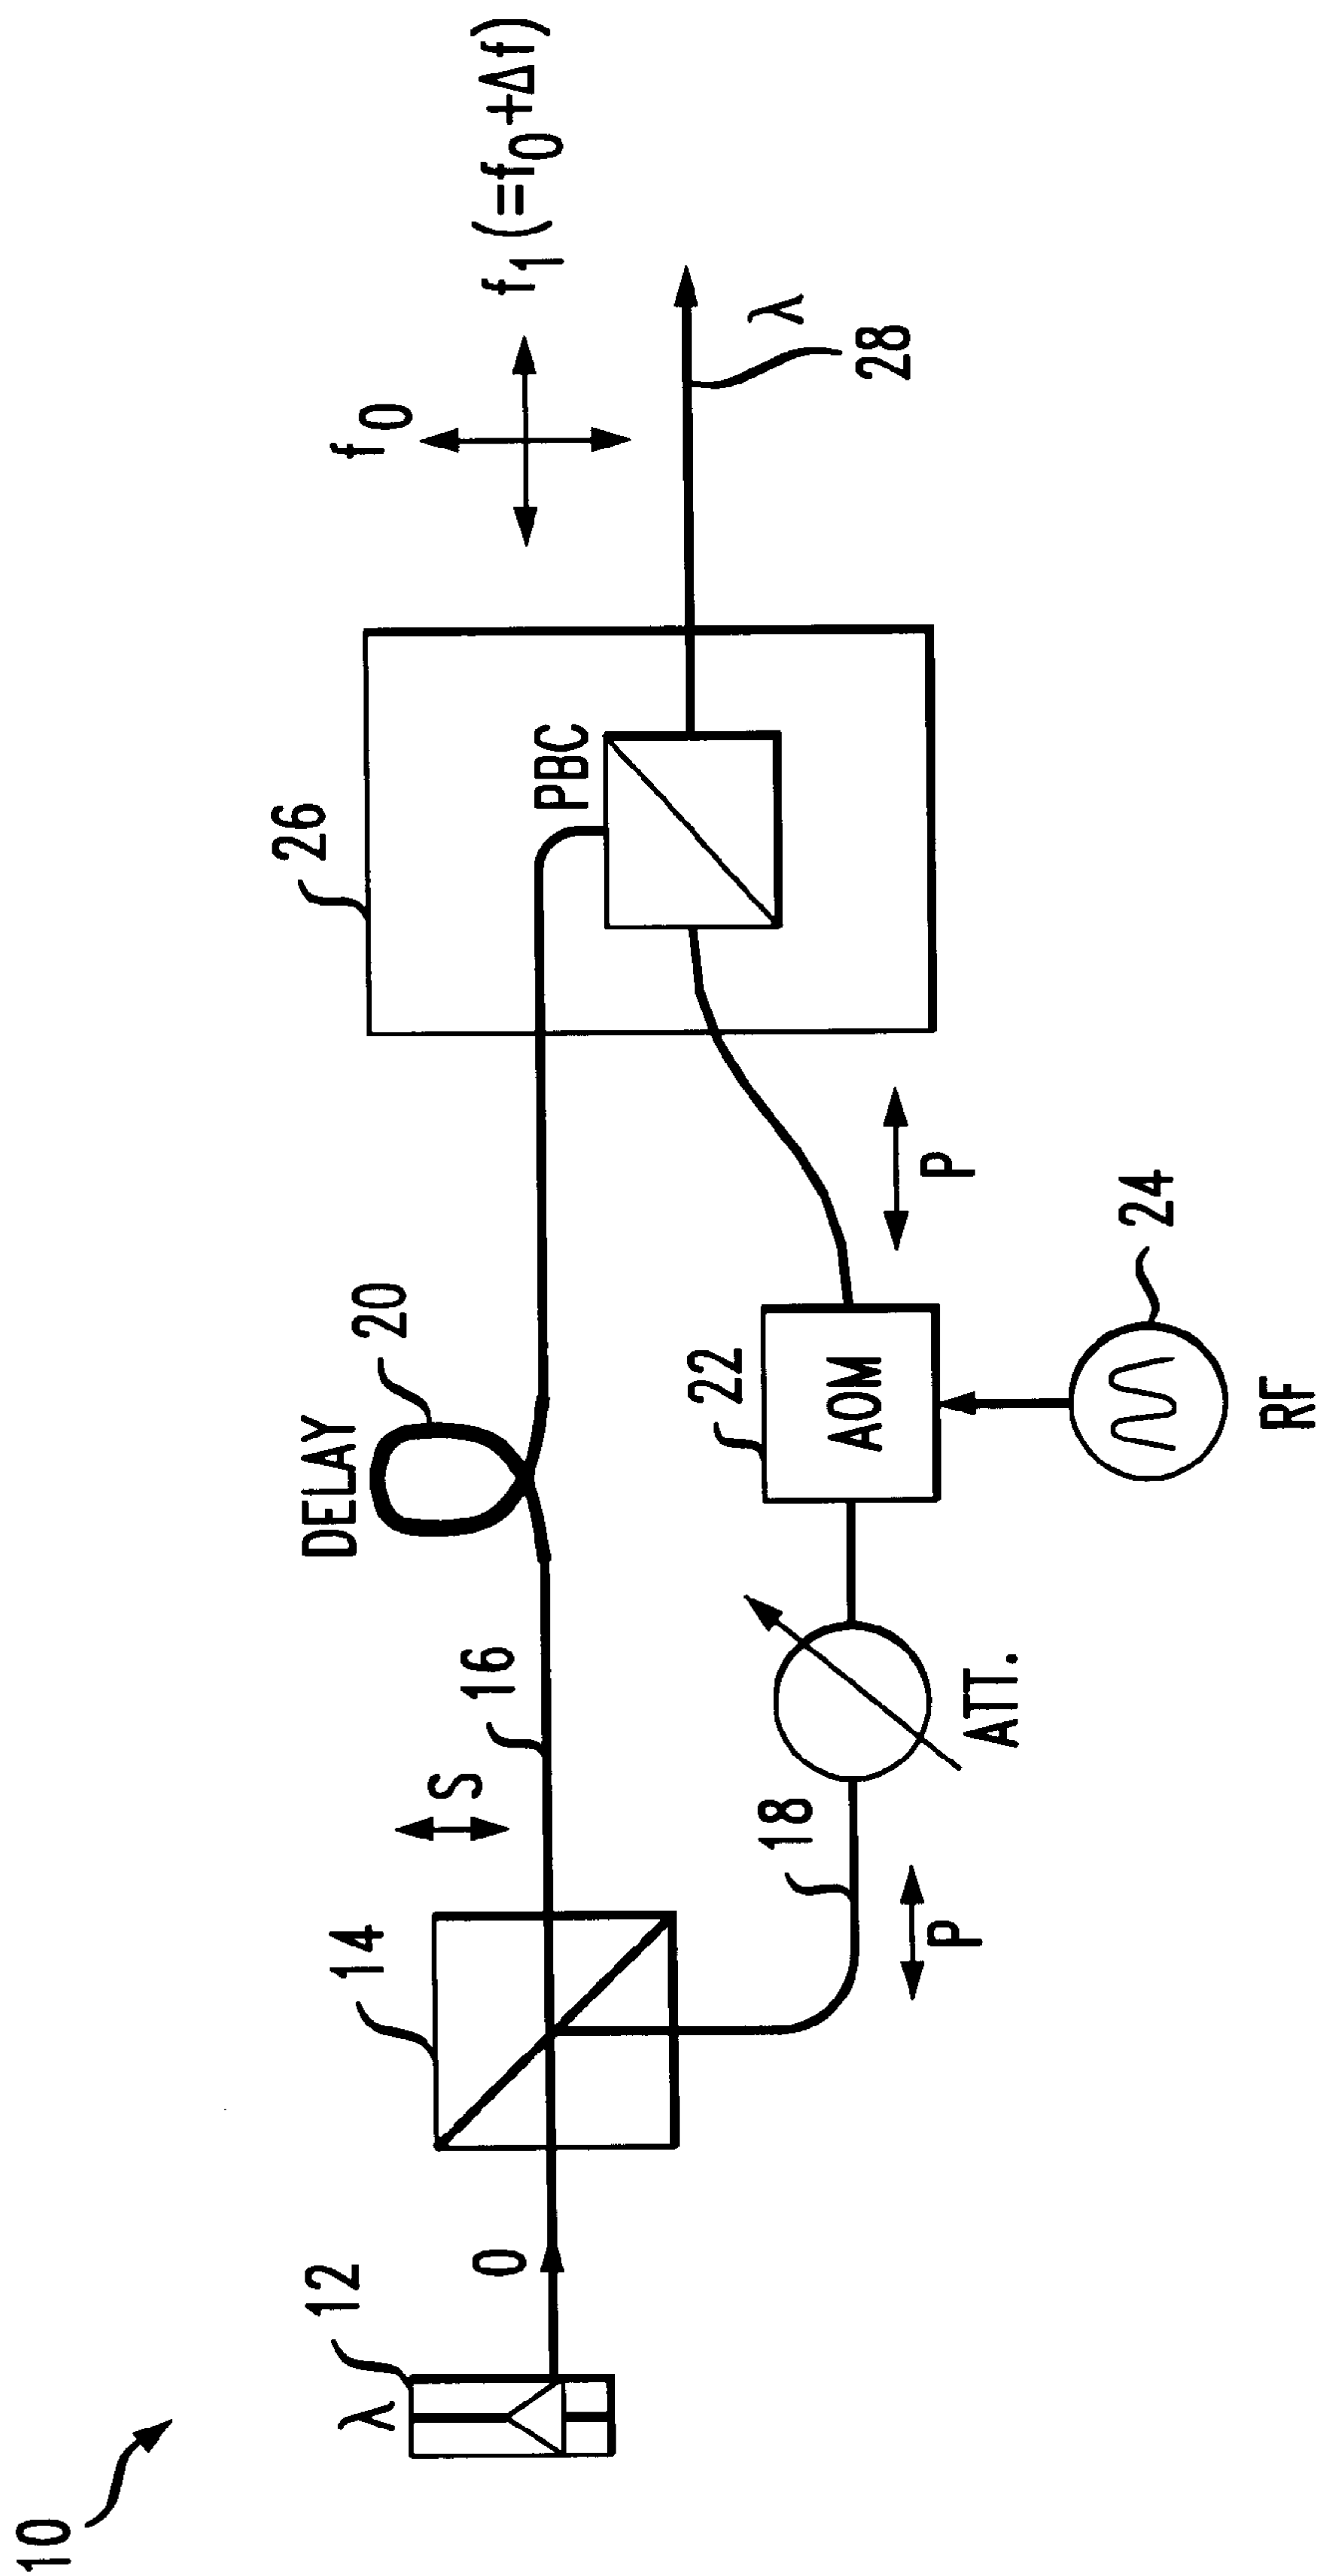 10
λ
12
O
14
S
16
P
18
ATT.
DELAY
20
22
AOM
24
RF
P
26
PBC
f0
f1 (=f0+Δf)
λ
28